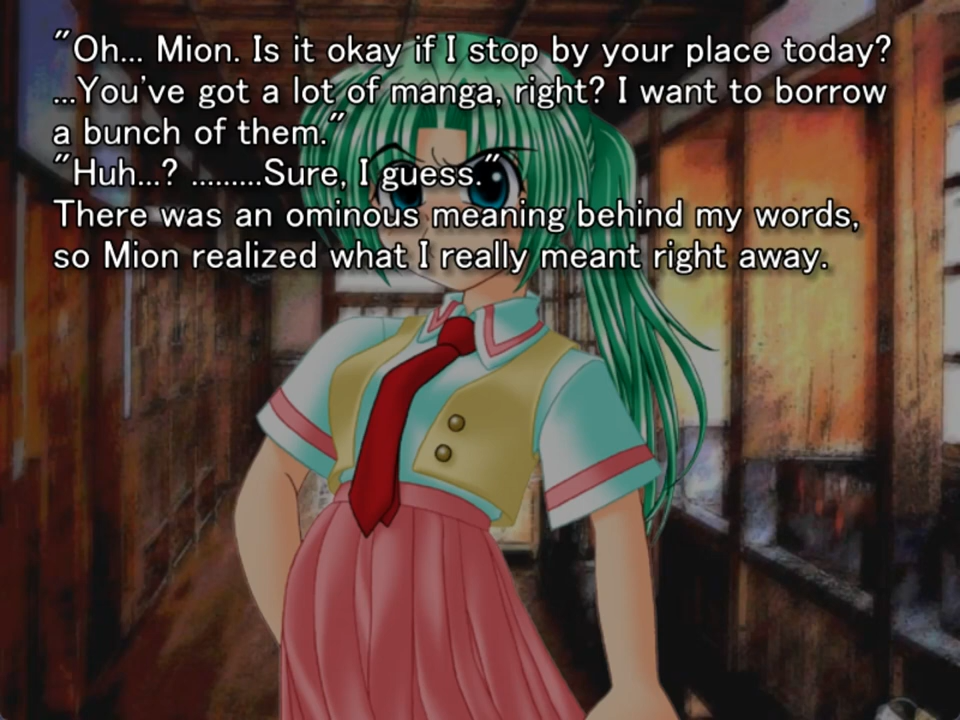 "Oh... Mion. Is it okay if I stop by your place today?
...You've got a lot of manga, right? I want to borrow
a bunch of them."
"Huh...? .........Sure, I guess."
There was an ominous meaning behind my words,
so Mion realized what I really meant right away.